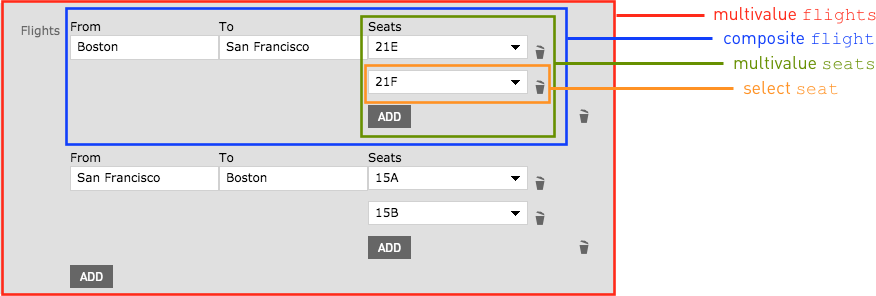 multivalue flights
From To Seats
Flights
Boston San Francisco 21E
composite flight
multivalue seats
21F
select seat
ADD
From To Seats
San Francisco Boston 15A
15B
ADD
ADD